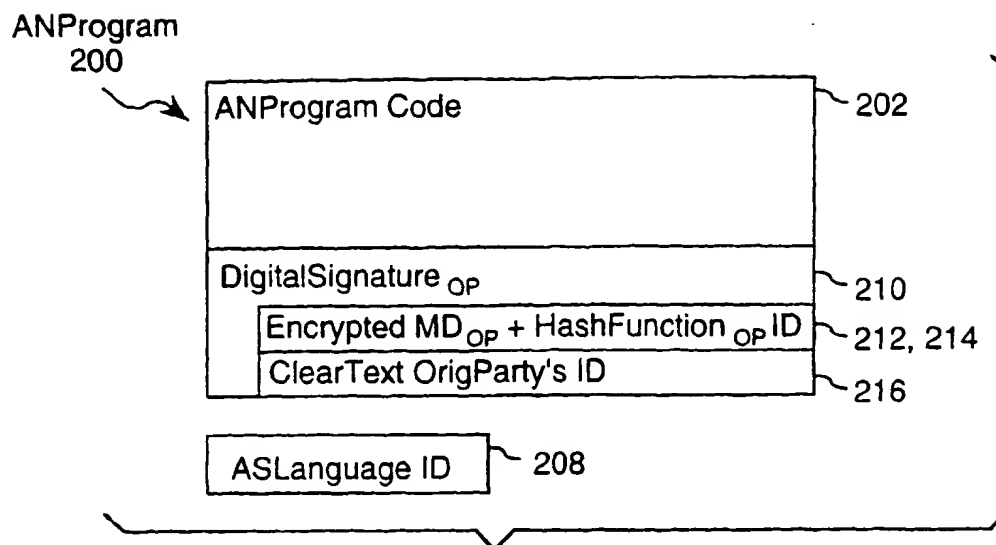 ANProgram
200
ANProgram Code
202
DigitalSignature OP
210
Encrypted MD OP + HashFunction OP ID
212, 214
ClearText OrigParty's ID
216
ASLanguage ID
208